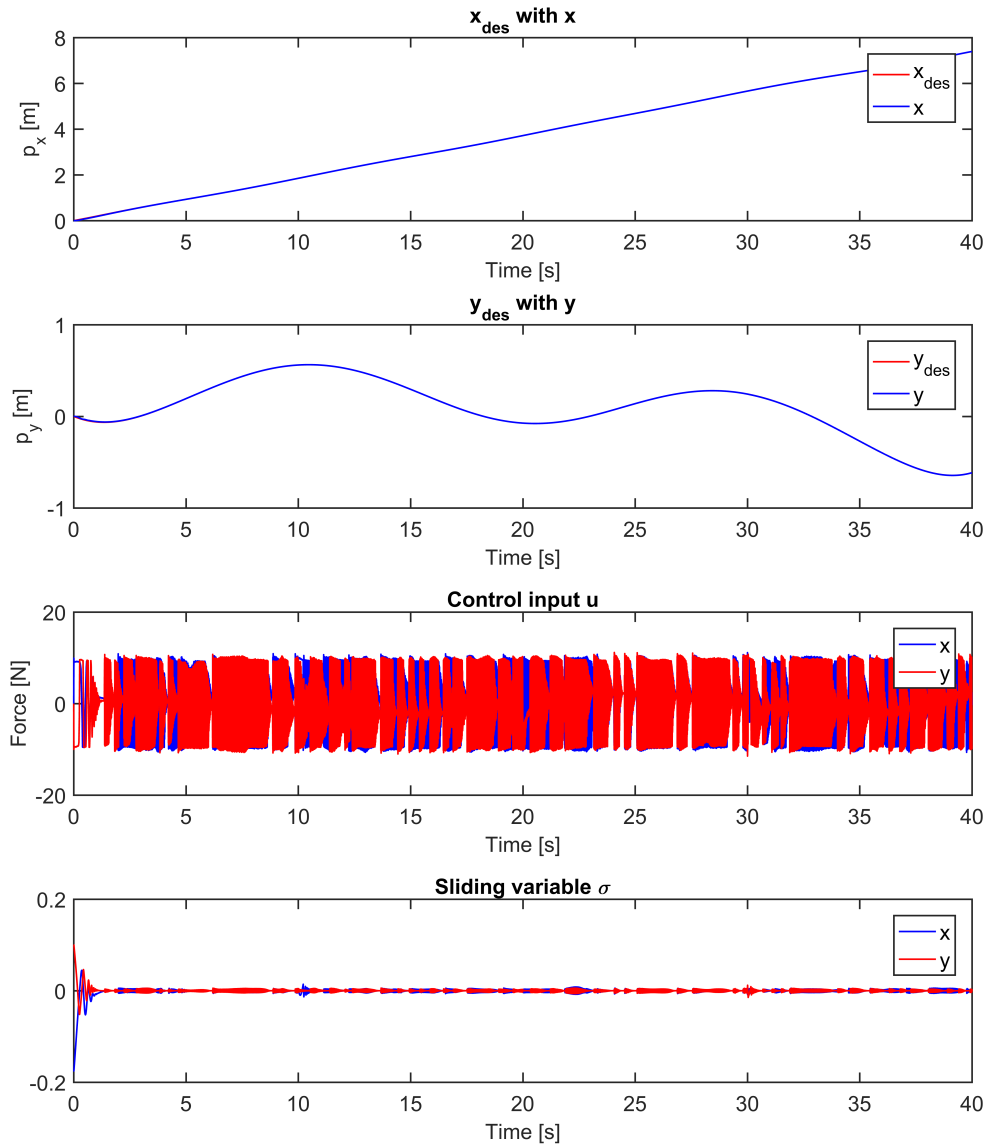 x_des with x
8
6
4
2
0
p_x [m]
x_des
x
0 5 10 15 20 25 30 35 40
Time [s]
y_des with y
1
0
-1
p_y [m]
y_des
y
0 5 10 15 20 25 30 35 40
Time [s]
Control input u
20
0
-20
Force [N]
x
y
0 5 10 15 20 25 30 35 40
Time [s]
Sliding variable σ
0.2
0
-0.2
x
y
0 5 10 15 20 25 30 35 40
Time [s]